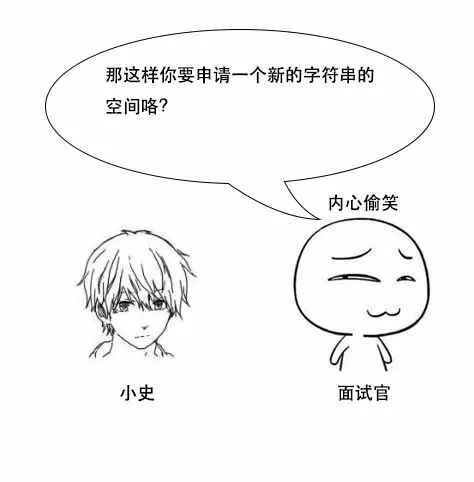 那这样你要申请一个新的字符串的
空间咯?
内心偷笑
小史
面试官